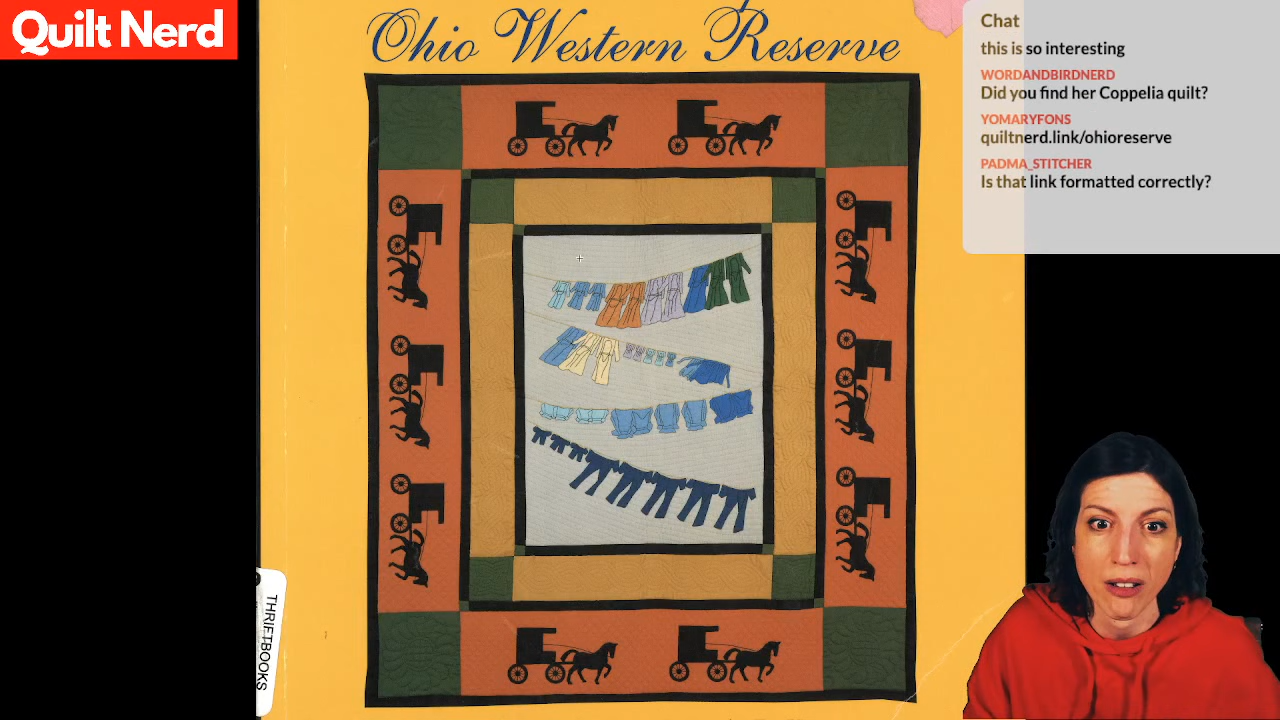 Quilt Nerd
Ohio Western Reserve
Chat
this is so interesting
WORDANDBIRDNERD
Did you find her Coppelia quilt?
YOMARYFONS
quiltnerd.link/ohioreserve
PADMA_STITCHER
Is that link formatted correctly?
THRIFTBOOKS